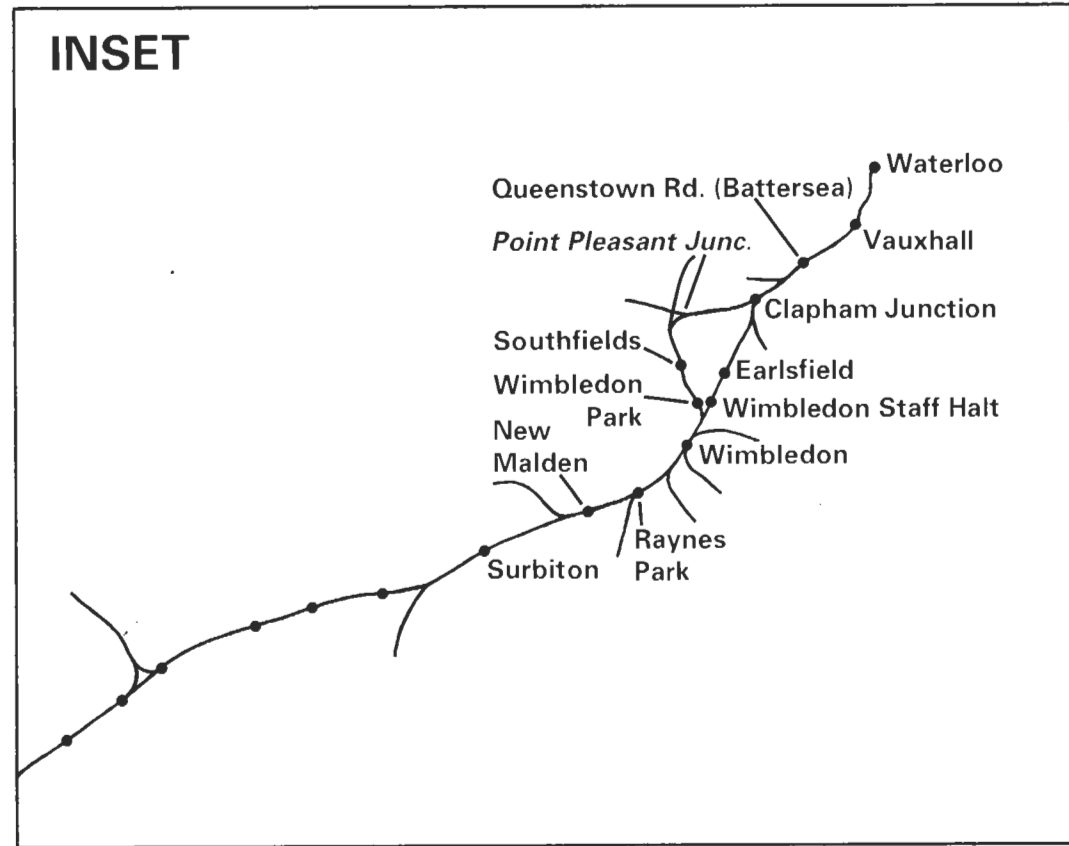 INSET
Waterloo
Queenstown Rd. (Battersea)
Vauxhall
Point Pleasant Junc.
Clapham Junction
Southfields
Earlsfield
Wimbledon
Park
Wimbledon Staff Halt
New
Malden
Wimbledon
Raynes
Park
Surbiton